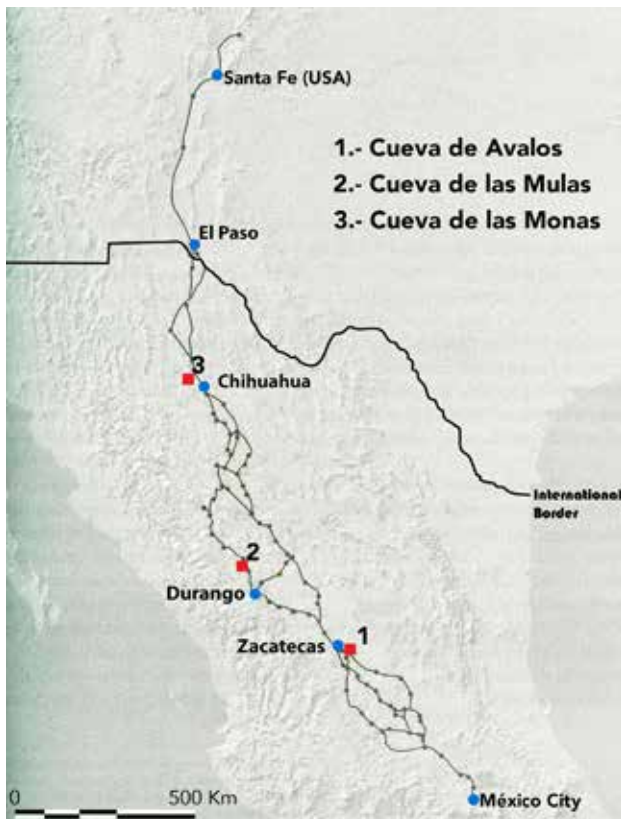 Santa Fe (USA)
1.- Cueva de Avalos
2.- Cueva de las Mulas
3.- Cueva de las Monas
El Paso
3
Chihuahua
International
Border
2
Durango
Zacatecas
1
0
500 Km
México City